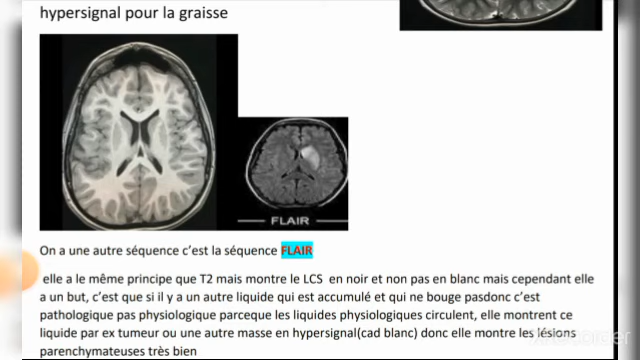 hypersignal pour la graisse
FLAIR
On a une autre séquence c'est la séquence FLAIR
elle a le même principe que T2 mais montre le LCS en noir et non pas en blanc mais cependant elle
a un but, c'est que si il y a un autre liquide qui est accumulé et qui ne bouge pasdonc c'est
pathologique pas physiologique parceque les liquides physiologiques circulent, elle montrent ce
liquide par ex tumeur ou une autre masse en hypersignal(cad blanc) donc elle montre les lésions
parenchymateuses très bien